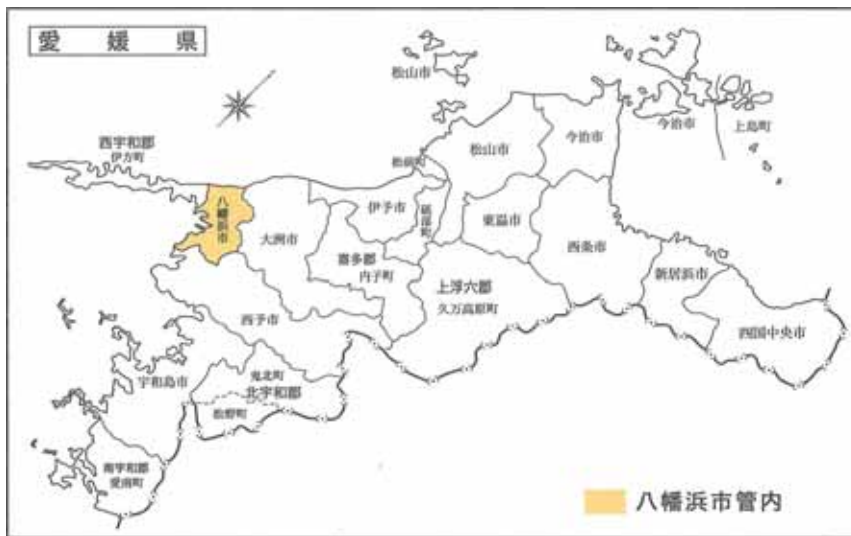 愛媛県
松山市
今治市
上島町
西宇和郡
伊方町
松前町
松山市
今治市
八幡浜市
大洲市
伊予市
砥部町
東温市
西条市
喜多郡
内子町
上浮穴郡
久万高原町
新居浜市
四国中央市
西予市
宇和島市
鬼北町
北宇和郡
松野町
南宇和郡
愛南町
八幡浜市管内